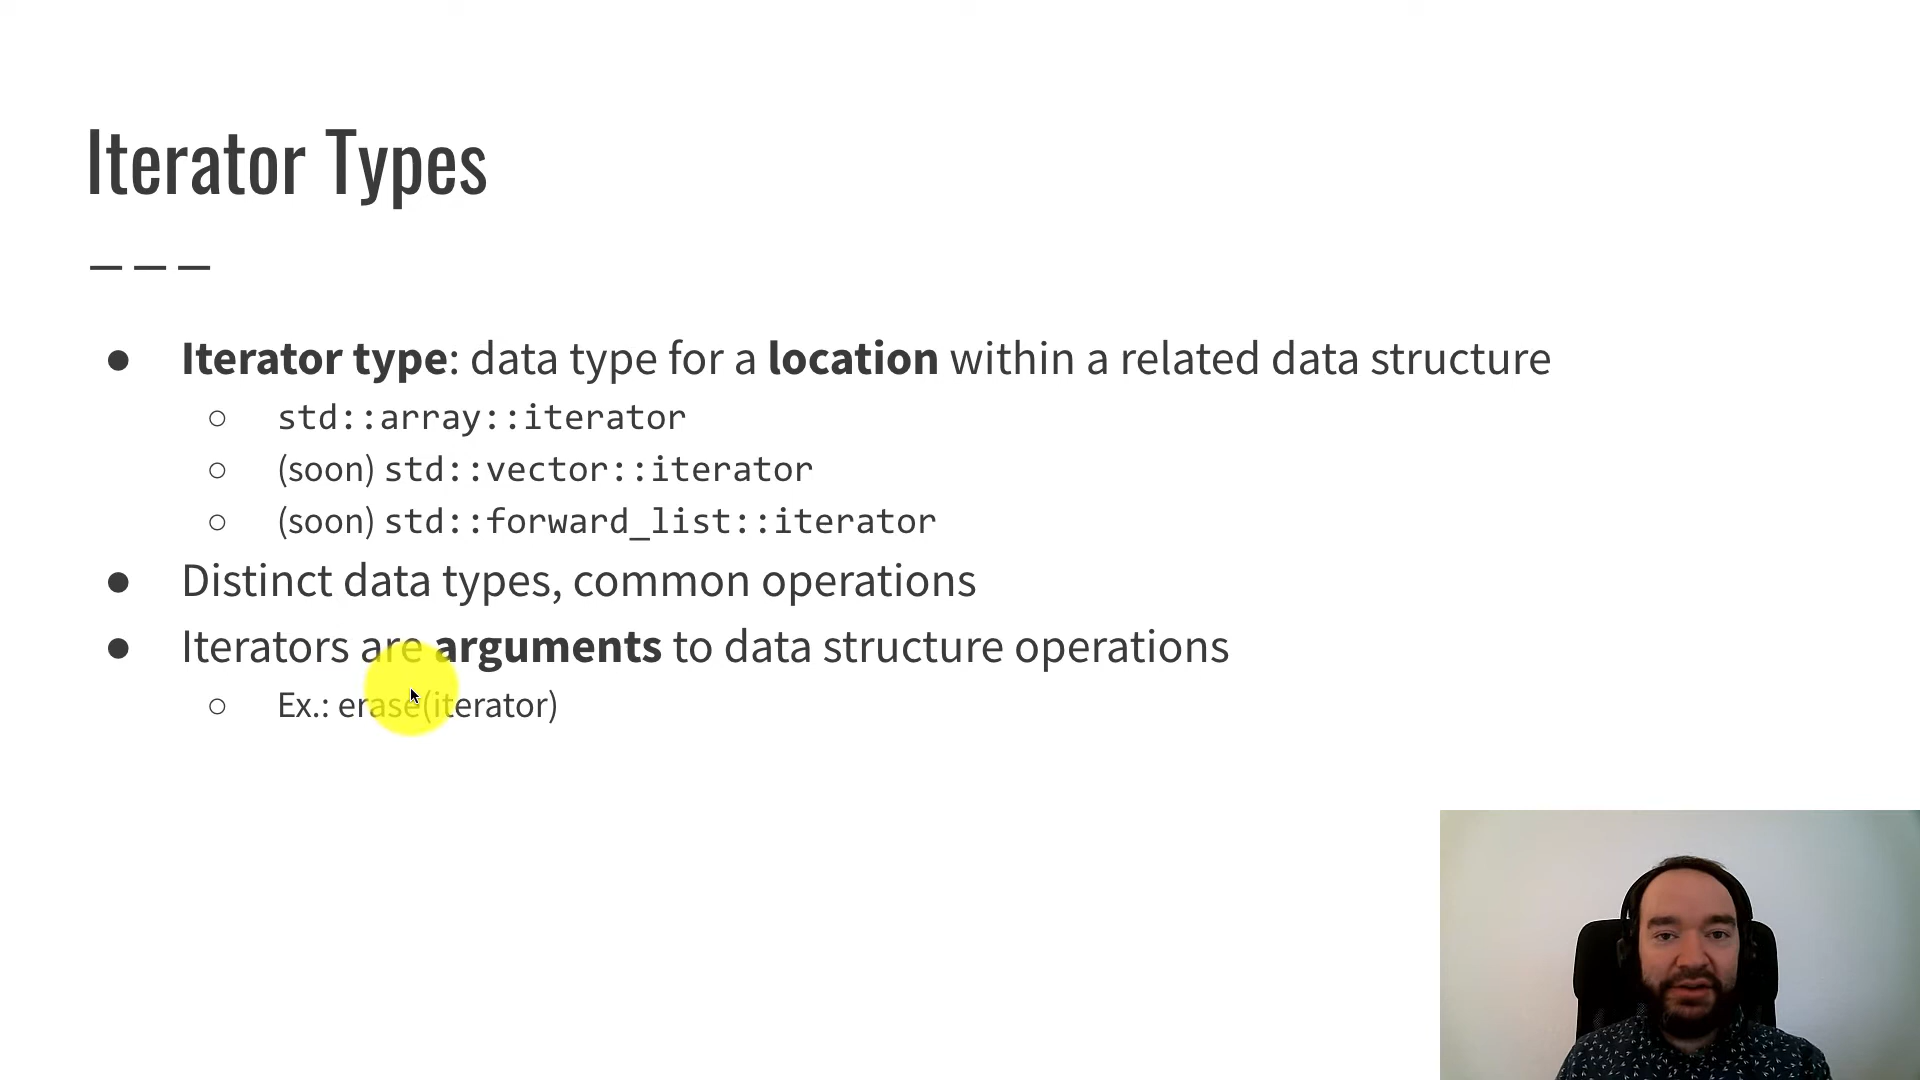 Iterator Types
Iterator type: data type for a location within a related data structure
std::array::iterator
(soon) std::vector::iterator
(soon) std::forward_list::iterator
Distinct data types, common operations
Iterators are arguments to data structure operations
Ex.: erase(iterator)